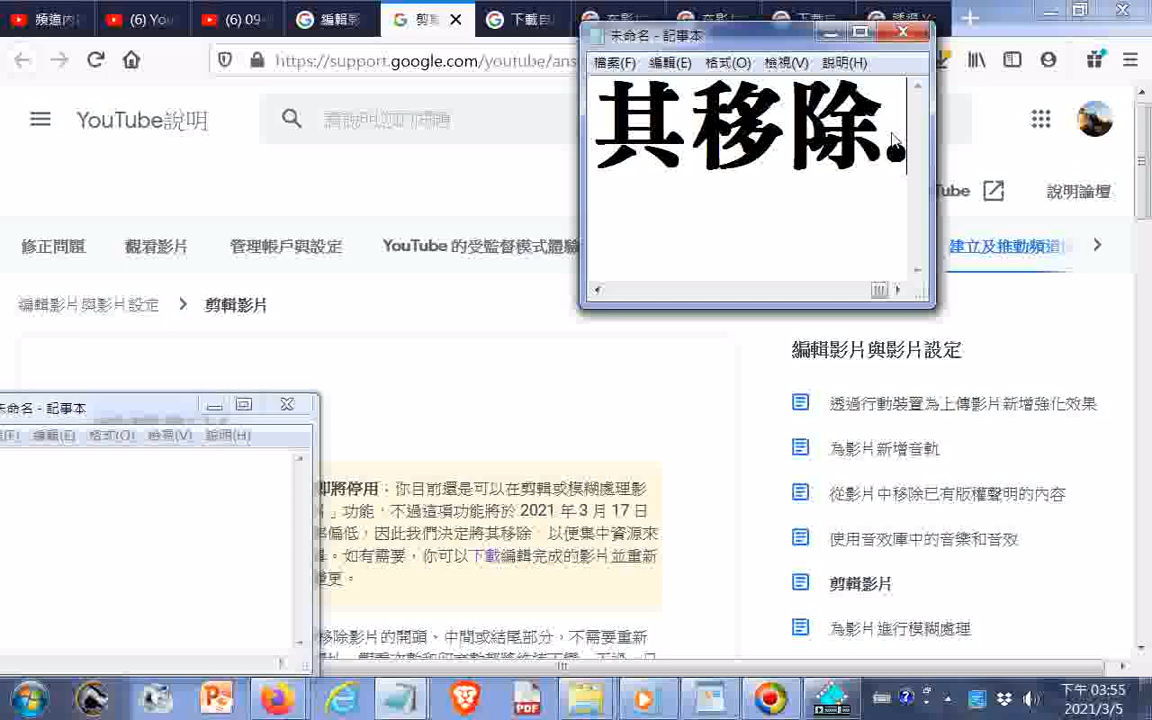 頻道內
(6) You
(6) 09
編輯影
剪輯
下載自
https://support.google.com/youtube/ans
未命名 - 記事本
檔案(F) 編輯(E) 格式(O) 檢視(V) 說明(H)
其移除.
YouTube說明
Tube
說明論壇
修正問題 觀看影片 管理帳戶與設定 YouTube 的受監督模式體驗 建立及推動頻道
編輯影片與影片設定 > 剪輯影片
編輯影片與影片設定
透過行動裝置為上傳影片新增強化效果
為影片新增音軌
從影片中移除已有版權聲明的內容
使用音效庫中的音樂和音效
剪輯影片
為影片進行模糊處理
未命名 - 記事本
編輯(E) 格式(O) 檢視(V) 說明(H)
即將停用：你目前還是可以在剪輯或模糊處理影
」功能，不過這項功能將於 2021 年 3 月 17 日
偏低，因此我們決定將其移除，以便集中資源來
。如有需要，你可以下載編輯完成的影片並重新
變更。
移除影片的開頭、中間或結尾部分，不需要重新
下午 03:55
2021/3/5